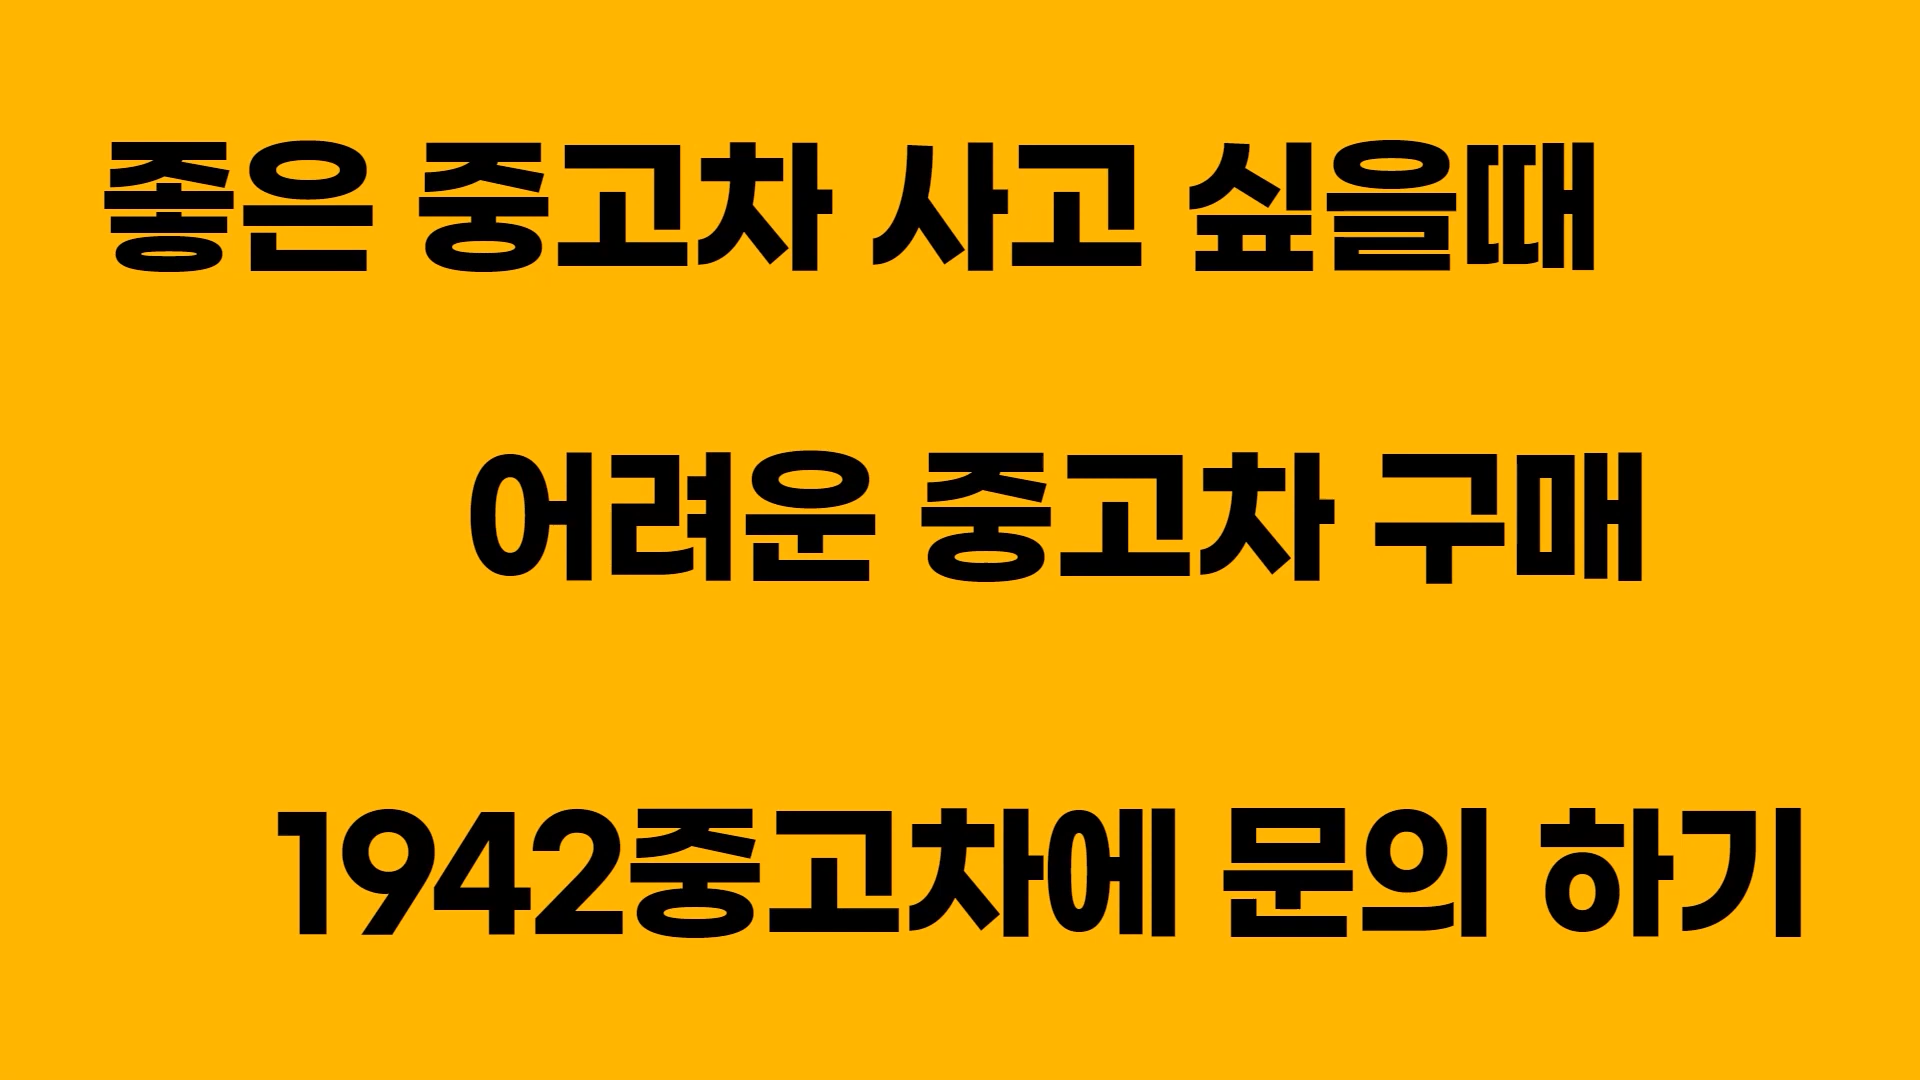 좋은 중고차 사고 싶을때
어려운 중고차 구매
1942중고차에 문의 하기